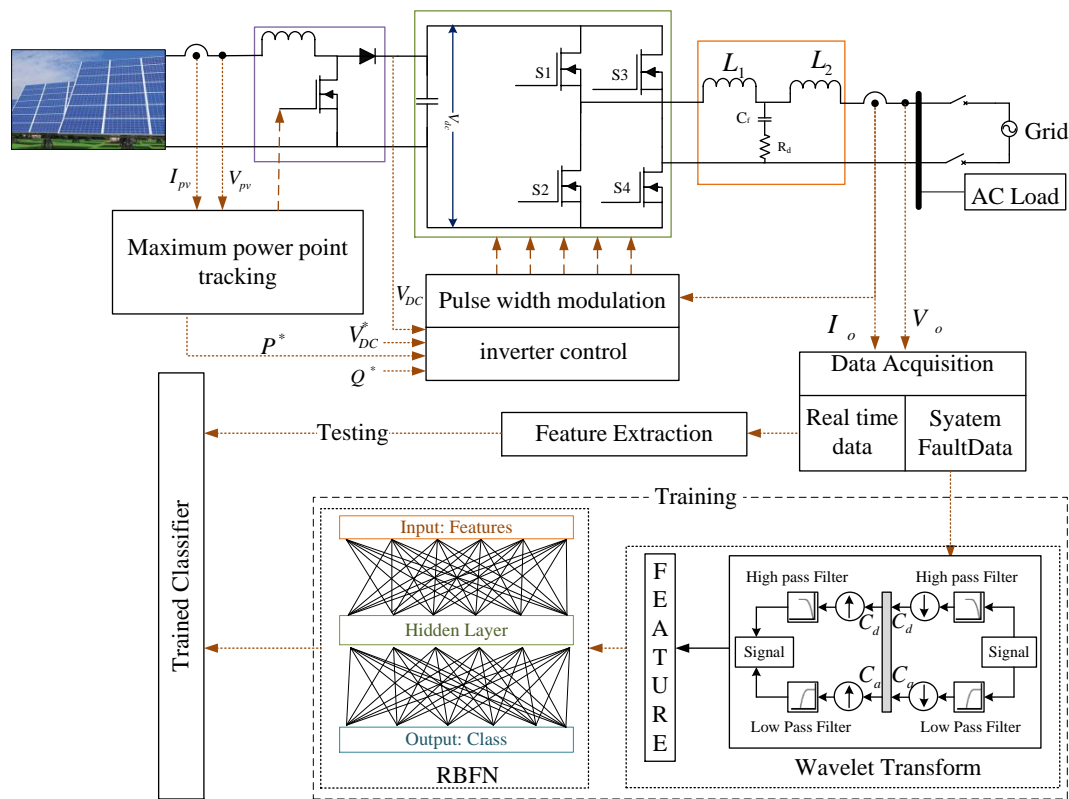 L1
L2
S1
S3
Cf
Rd
Vdc
Grid
S2
S4
AC Load
Ipv
Vpv
Maximum power point
tracking
VDC
Pulse width modulation
inverter control
V*DC
P*
Q*
Io
Vo
Data Acquisition
Real time
data
Syatem
FaultData
Feature Extraction
Testing
Trained Classifier
Training
Input: Features
Hidden Layer
Output: Class
RBFN
FEATURE
High pass Filter
High pass Filter
Cd
Cd
Signal
Signal
Ca
Ca
Low Pass Filter
Low Pass Filter
Wavelet Transform